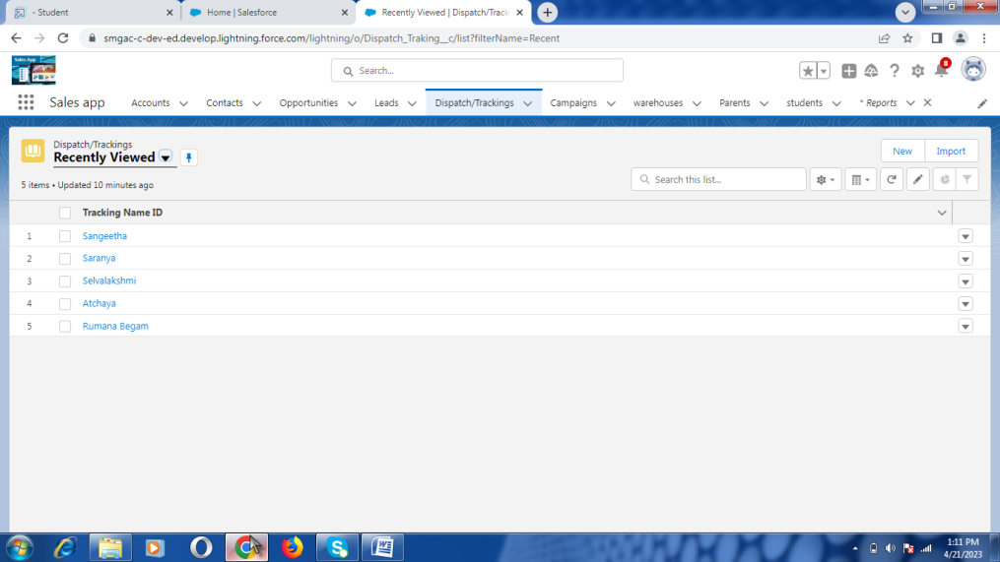 - Student
Home | Salesforce
Recently Viewed | Dispatch/Track
smgac-c-dev-ed.develop.lightning.force.com/lightning/o/Dispatch_Traking__c/list?filterName=Recent
Sales App
Search...
8
Sales app
Accounts
Contacts
Opportunities
Leads
Dispatch/Trackings
Campaigns
warehouses
Parents
students
* Reports
Dispatch/Trackings
Recently Viewed
New
Import
5 items • Updated 10 minutes ago
Search this list...
Tracking Name ID
1 Sangeetha
2 Saranya
3 Selvalakshmi
4 Atchaya
5 Rumana Begam
1:11 PM
4/21/2023